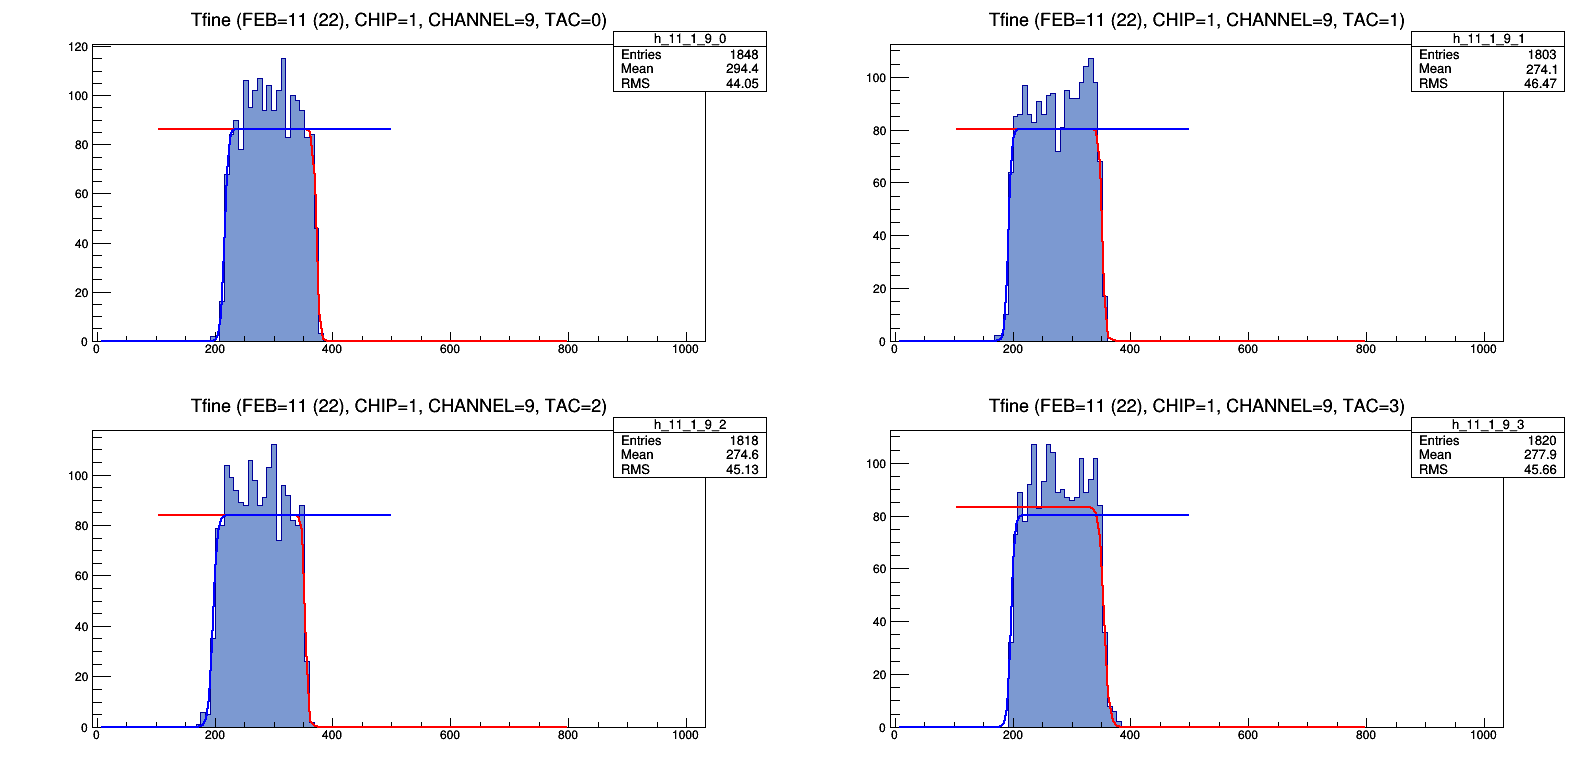 Tfine (FEB=11 (22), CHIP=1, CHANNEL=9, TAC=0)
h_11_1_9_0
Entries 1848
Mean 294.4
RMS 44.05
120
100
80
60
40
20
0
0 200 400 600 800 1000
Tfine (FEB=11 (22), CHIP=1, CHANNEL=9, TAC=1)
h_11_1_9_1
Entries 1803
Mean 274.1
RMS 46.47
100
80
60
40
20
0
0 200 400 600 800 1000
Tfine (FEB=11 (22), CHIP=1, CHANNEL=9, TAC=2)
h_11_1_9_2
Entries 1818
Mean 274.6
RMS 45.13
100
80
60
40
20
0
0 200 400 600 800 1000
Tfine (FEB=11 (22), CHIP=1, CHANNEL=9, TAC=3)
h_11_1_9_3
Entries 1820
Mean 277.9
RMS 45.66
100
80
60
40
20
0
0 200 400 600 800 1000